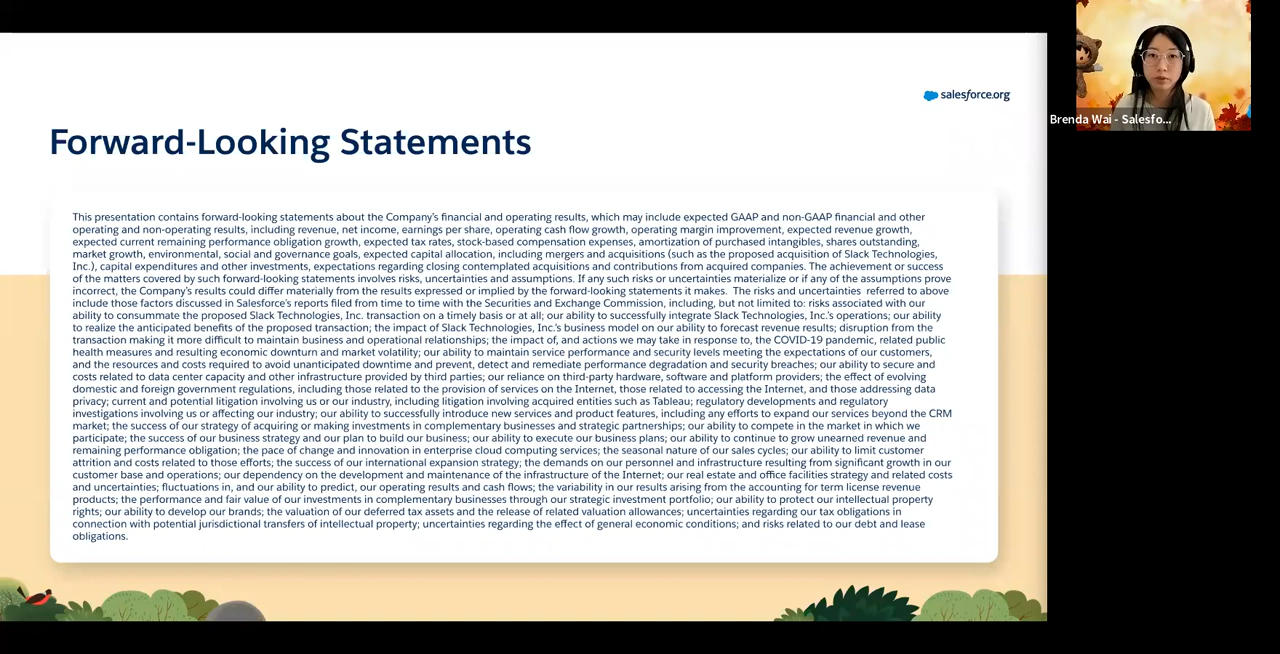 salesforce.org
Forward-Looking Statements
This presentation contains forward-looking statements about the Company's financial and operating results, which may include expected GAAP and non-GAAP financial and other
operating and non-operating results, including revenue, net income, earnings per share, operating cash flow growth, operating margin improvement, expected revenue growth,
expected current remaining performance obligation growth, expected tax rates, stock-based compensation expenses, amortization of purchased intangibles, shares outstanding,
market growth, environmental, social and governance goals, expected capital allocation, including mergers and acquisitions (such as the proposed acquisition of Slack Technologies,
Inc.), capital expenditures and other investments, expectations regarding closing contemplated acquisitions and contributions from acquired companies. The achievement or success
of the matters covered by such forward-looking statements involves risks, uncertainties and assumptions. If any such risks or uncertainties materialize or if any of the assumptions prove
incorrect, the Company's results could differ materially from the results expressed or implied by the forward-looking statements it makes. The risks and uncertainties referred to above
include those factors discussed in Salesforce's reports filed from time to time with the Securities and Exchange Commission, including, but not limited to: risks associated with our
ability to consummate the proposed Slack Technologies, Inc. transaction on a timely basis or at all; our ability to successfully integrate Slack Technologies, Inc.'s operations; our ability
to realize the anticipated benefits of the proposed transaction; the impact of Slack Technologies, Inc.'s business model on our ability to forecast revenue results; disruption from the
transaction making it more difficult to maintain business and operational relationships; the impact of, and actions we may take in response to, the COVID-19 pandemic, related public
health measures and resulting economic downturn and market volatility; our ability to maintain service performance and security levels meeting the expectations of our customers,
and the resources and costs required to avoid unanticipated downtime and prevent, detect and remediate performance degradation and security breaches; our ability to secure and
costs related to data center capacity and other infrastructure provided by third parties; our reliance on third-party hardware, software and platform providers; the effect of evolving
domestic and foreign government regulations, including those related to the provision of services on the Internet, those related to accessing the Internet, and those addressing data
privacy; current and potential litigation involving us or our industry, including litigation involving acquired entities such as Tableau; regulatory developments and regulatory
investigations involving us or affecting our industry; our ability to successfully introduce new services and product features, including any efforts to expand our services beyond the CRM
market; the success of our strategy of acquiring or making investments in complementary businesses and strategic partnerships; our ability to compete in the market in which we
participate; the success of our business strategy and our plan to build our business; our ability to execute our business plans; our ability to continue to grow unearned revenue and
remaining performance obligation; the pace of change and innovation in enterprise cloud computing services; the seasonal nature of our sales cycles; our ability to limit customer
attrition and costs related to those efforts; the success of our international expansion strategy; the demands on our personnel and infrastructure resulting from significant growth in our
customer base and operations; our dependency on the development and maintenance of the infrastructure of the Internet; our real estate and office facilities strategy and related costs
and uncertainties; fluctuations in, and our ability to predict, our operating results and cash flows; the variability in our results arising from the accounting for term license revenue
products; the performance and fair value of our investments in complementary businesses through our strategic investment portfolio; our ability to protect our intellectual property
rights; our ability to develop our brands; the valuation of our deferred tax assets and the release of related valuation allowances; uncertainties regarding our tax obligations in
connection with potential jurisdictional transfers of intellectual property; uncertainties regarding the effect of general economic conditions; and risks related to our debt and lease
obligations.
Brenda Wai - Salesfo...